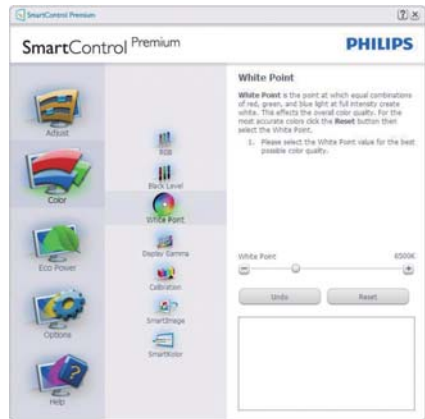 SmartControl Premium
SmartControl Premium
PHILIPS
Adjust
Color
Eco Power
Options
Help
RGB
Black Level
White Point
Display Gamma
Calibration
SmartImage
SmartKolor
White Point
White Point is the point at which equal combinations
of red, green, and blue light at full intensity create
white. This effects the overall color quality. For the
most accurate colors click the Reset button then
select the White Point.
1. Please select the White Point value for the best
possible color quality.
White Point 6500K
Undo Reset